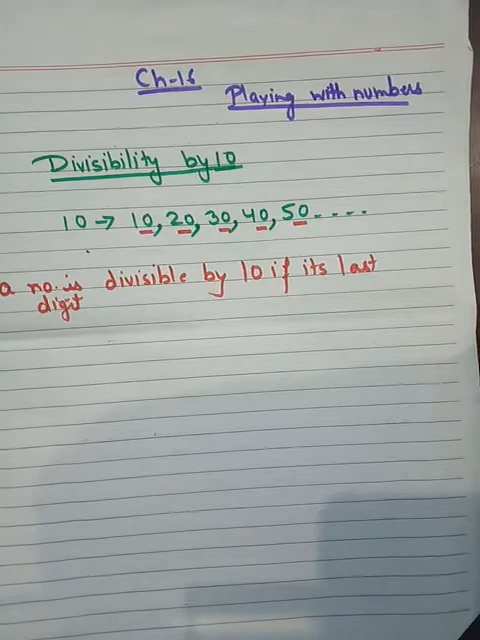 Ch-16
Playing with numbers
Divisibility by 10
10 → 10, 20, 30, 40, 50 - - - -
a no. is divisible by 10 if its last
digit